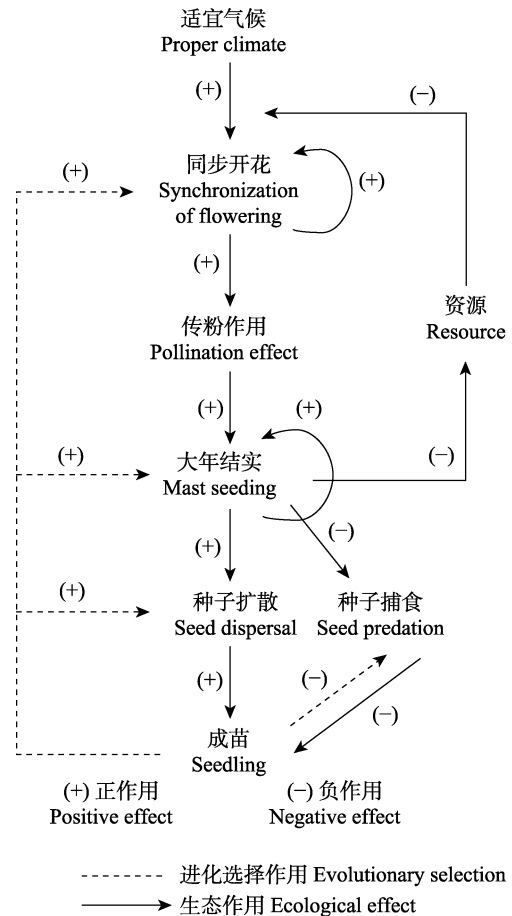 适宜气候
Proper climate
(+)
(−)
(+)
同步开花
Synchronization
of flowering
(+)
(+)
资源
Resource
传粉作用
Pollination effect
(+)
(+)
(+)
大年结实
Mast seeding
(−)
(−)
(+)
(+)
种子扩散
Seed dispersal
种子捕食
Seed predation
(+)
(−)
(−)
成苗
Seedling
(+) 正作用
Positive effect
(−) 负作用
Negative effect
进化选择作用 Evolutionary selection
生态作用 Ecological effect